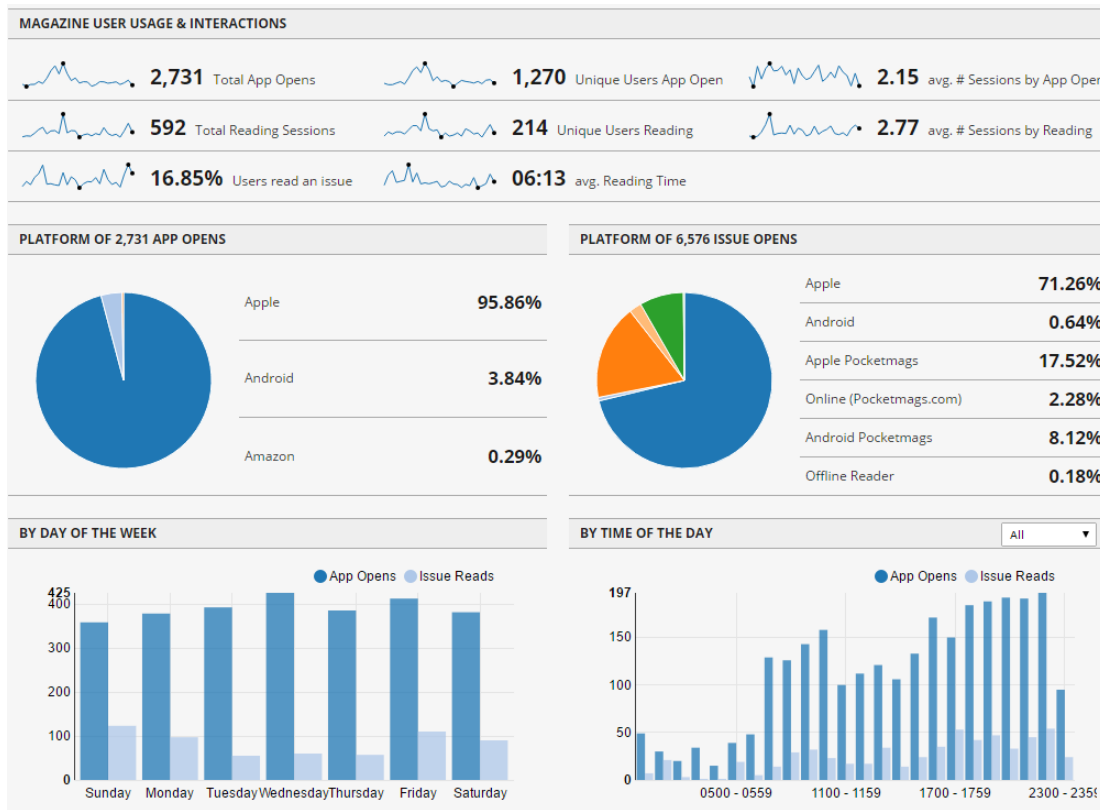 MAGAZINE USER USAGE & INTERACTIONS
2,731 Total App Opens
1,270 Unique Users App Open
2.15 avg. # Sessions by App Open
592 Total Reading Sessions
214 Unique Users Reading
2.77 avg. # Sessions by Reading
16.85% Users read an issue
06:13 avg. Reading Time
PLATFORM OF 2,731 APP OPENS
Apple 95.86%
Android 3.84%
Amazon 0.29%
PLATFORM OF 6,576 ISSUE OPENS
Apple 71.26%
Android 0.64%
Apple Pocketmags 17.52%
Online (Pocketmags.com) 2.28%
Android Pocketmags 8.12%
Offline Reader 0.18%
BY DAY OF THE WEEK
App Opens Issue Reads
425
400
300
200
100
0
Sunday Monday Tuesday Wednesday Thursday Friday Saturday
BY TIME OF THE DAY
All
App Opens Issue Reads
197
150
100
50
0
0500 - 0559 1100 - 1159 1700 - 1759 2300 - 2359